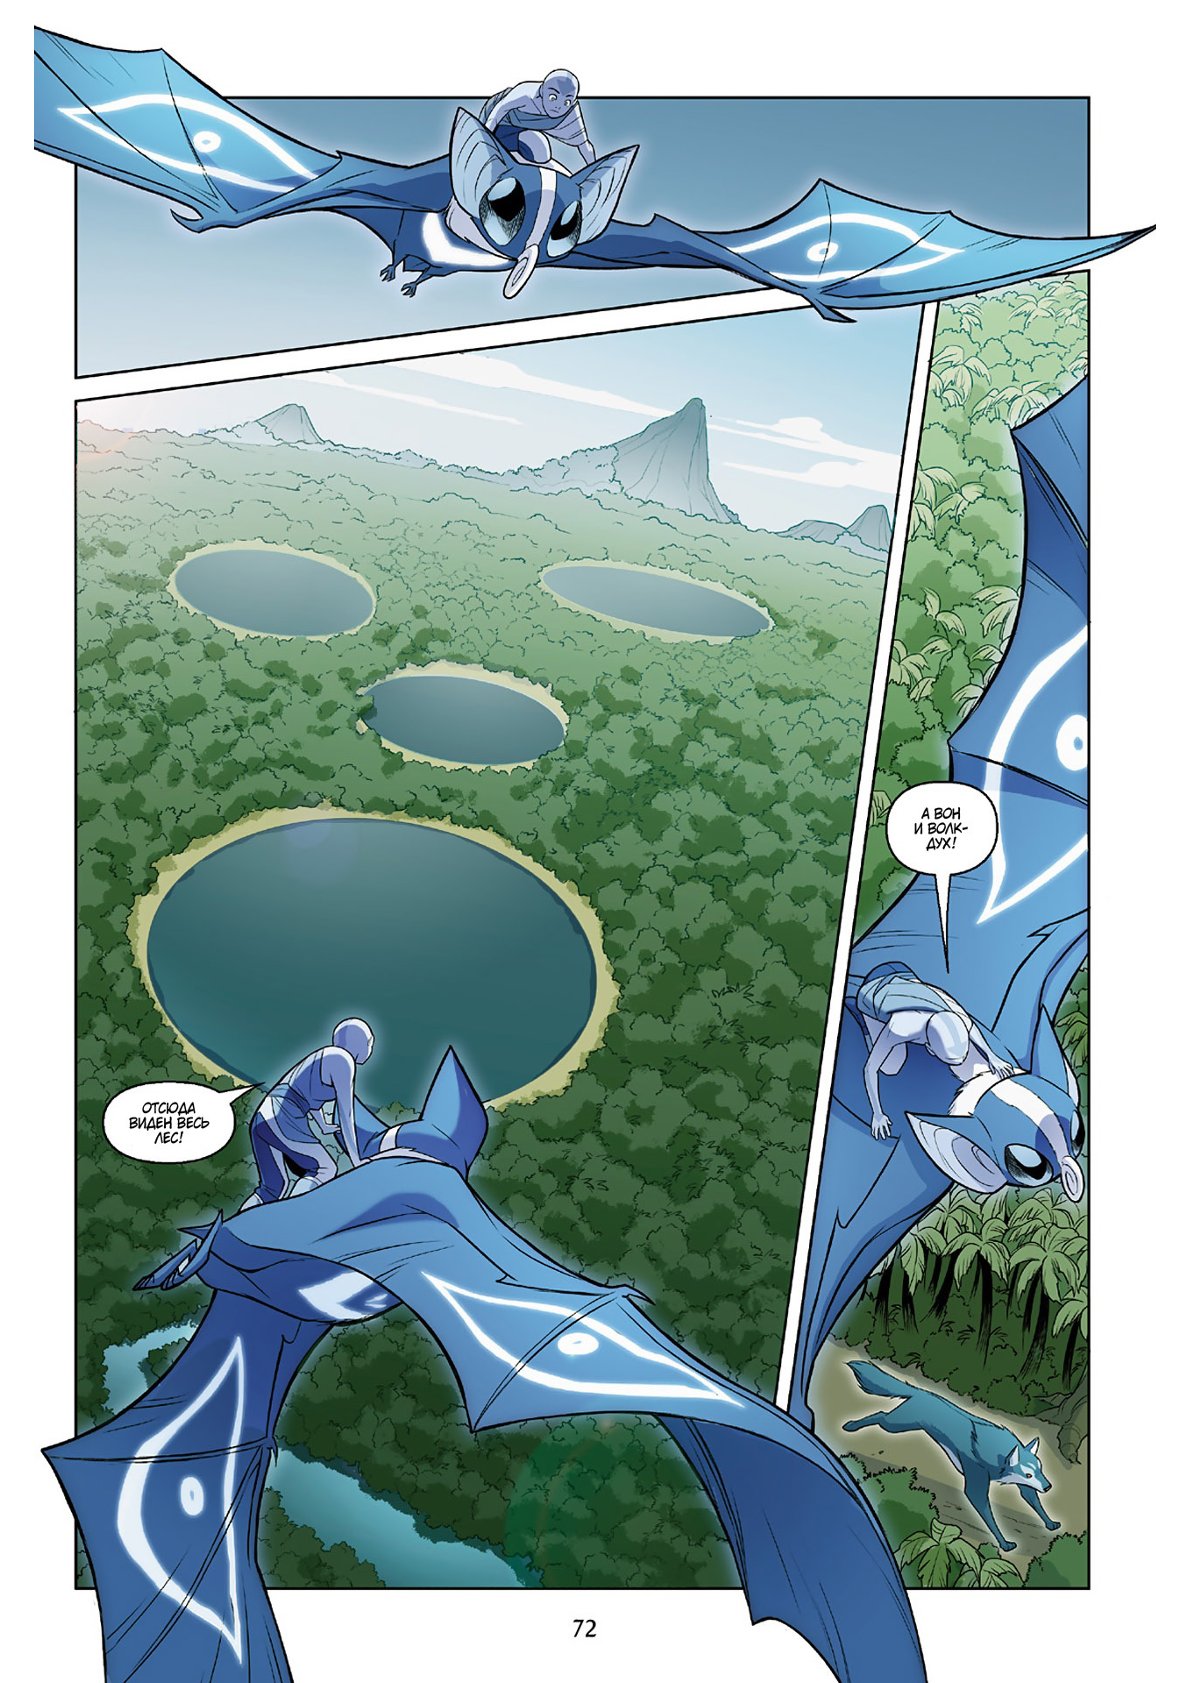 ОТСЮДА
ВИДЕН ВЕСЬ
ЛЕС!
А ВОН
И ВОЛК-
ДУХ!
72